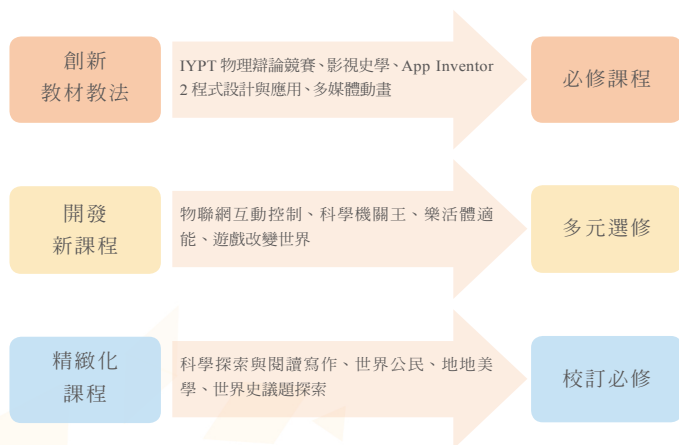 創新
教材教法
IYPT 物理辯論競賽、影視史學、App Inventor
2 程式設計與應用、多媒體動畫
必修課程
開發
新課程
物聯網互動控制、科學機關王、樂活體適
能、遊戲改變世界
多元選修
精緻化
課程
科學探索與閱讀寫作、世界公民、地地美
學、世界史議題探索
校訂必修